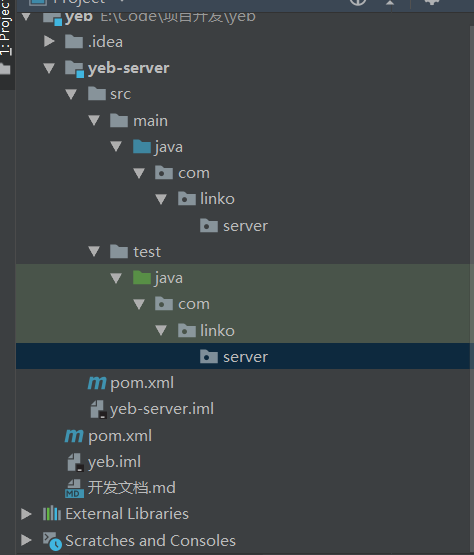 Project
1: Project
yeb E:\Code\项目开发\yeb
.idea
yeb-server
src
main
java
com
linko
server
test
java
com
linko
server
pom.xml
yeb-server.iml
pom.xml
yeb.iml
MD 开发文档.md
External Libraries
Scratches and Consoles